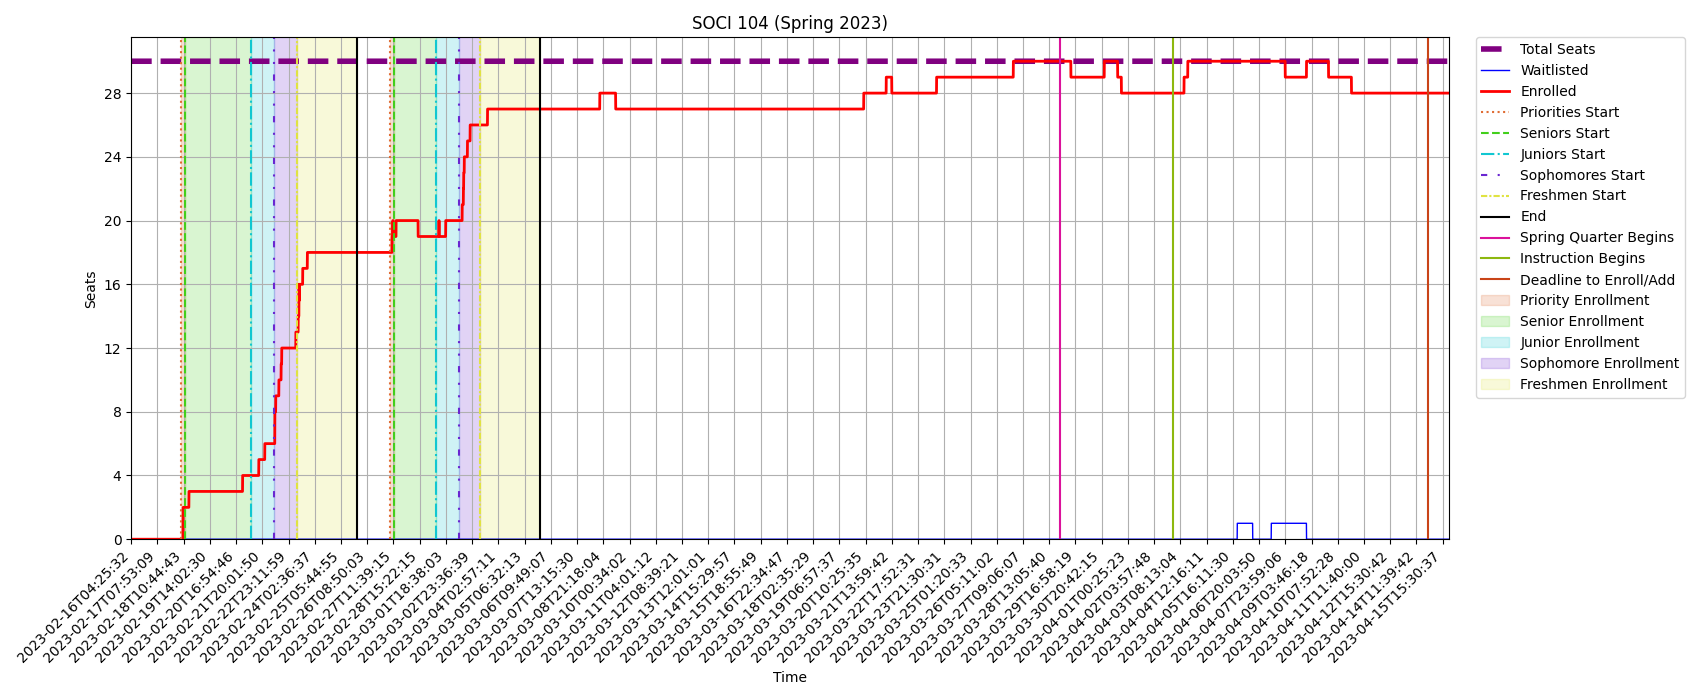 SOCI 104 (Spring 2023)
Total Seats
Waitlisted
Enrolled
Priorities Start
Seniors Start
Juniors Start
Sophomores Start
Freshmen Start
End
Spring Quarter Begins
Instruction Begins
Deadline to Enroll/Add
Priority Enrollment
Senior Enrollment
Junior Enrollment
Sophomore Enrollment
Freshmen Enrollment
Seats
28
24
20
16
12
8
4
0
2023-02-16T04:25:32
2023-02-17T07:53:09
2023-02-18T10:44:43
2023-02-19T14:02:30
2023-02-20T16:54:46
2023-02-21T20:01:50
2023-02-22T23:11:59
2023-02-24T02:36:37
2023-02-25T05:44:55
2023-02-26T08:50:03
2023-02-27T11:39:15
2023-02-28T15:22:15
2023-03-01T18:38:03
2023-03-02T23:36:39
2023-03-04T02:57:11
2023-03-05T06:32:13
2023-03-06T09:49:07
2023-03-07T13:15:30
2023-03-08T21:18:04
2023-03-10T00:34:02
2023-03-11T04:01:12
2023-03-12T08:39:21
2023-03-13T12:01:01
2023-03-14T15:29:57
2023-03-15T18:55:49
2023-03-16T22:34:47
2023-03-18T02:35:29
2023-03-19T06:57:37
2023-03-20T10:25:35
2023-03-21T13:59:42
2023-03-22T17:52:31
2023-03-23T21:30:31
2023-03-25T01:20:33
2023-03-26T05:11:02
2023-03-27T09:06:07
2023-03-28T13:05:40
2023-03-29T16:58:19
2023-03-30T20:42:15
2023-04-01T00:25:23
2023-04-02T03:57:48
2023-04-03T08:13:04
2023-04-04T12:16:11
2023-04-05T16:11:30
2023-04-06T20:03:50
2023-04-07T23:59:06
2023-04-09T03:46:18
2023-04-10T07:52:28
2023-04-11T11:40:00
2023-04-12T15:30:42
2023-04-14T11:39:42
2023-04-15T15:30:37
Time